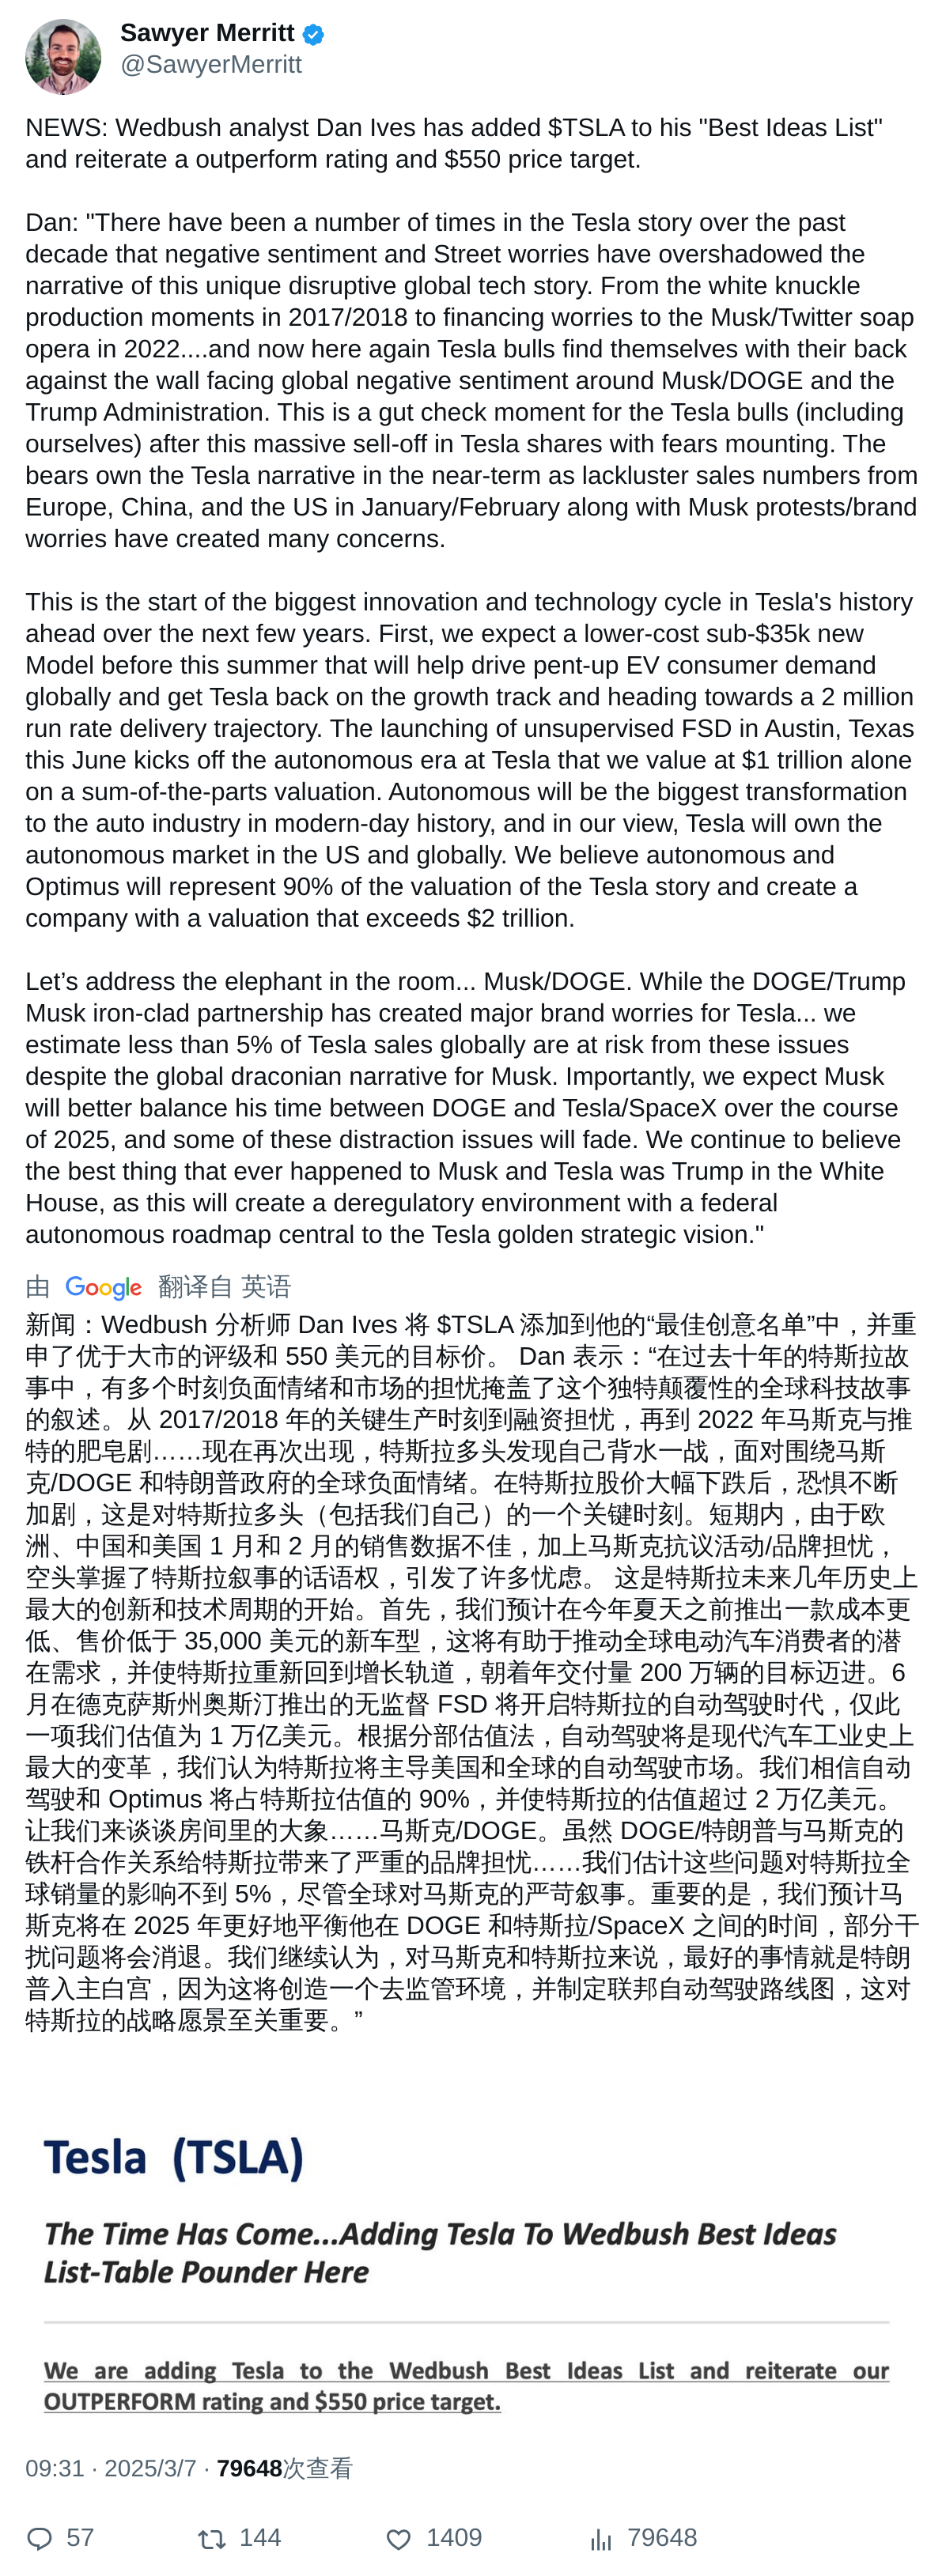 Sawyer Merritt
@SawyerMerritt
NEWS: Wedbush analyst Dan Ives has added $TSLA to his "Best Ideas List"
and reiterate a outperform rating and $550 price target.
Dan: "There have been a number of times in the Tesla story over the past
decade that negative sentiment and Street worries have overshadowed the
narrative of this unique disruptive global tech story. From the white knuckle
production moments in 2017/2018 to financing worries to the Musk/Twitter soap
opera in 2022....and now here again Tesla bulls find themselves with their back
against the wall facing global negative sentiment around Musk/DOGE and the
Trump Administration. This is a gut check moment for the Tesla bulls (including
ourselves) after this massive sell-off in Tesla shares with fears mounting. The
bears own the Tesla narrative in the near-term as lackluster sales numbers from
Europe, China, and the US in January/February along with Musk protests/brand
worries have created many concerns.
This is the start of the biggest innovation and technology cycle in Tesla's history
ahead over the next few years. First, we expect a lower-cost sub-$35k new
Model before this summer that will help drive pent-up EV consumer demand
globally and get Tesla back on the growth track and heading towards a 2 million
run rate delivery trajectory. The launching of unsupervised FSD in Austin, Texas
this June kicks off the autonomous era at Tesla that we value at $1 trillion alone
on a sum-of-the-parts valuation. Autonomous will be the biggest transformation
to the auto industry in modern-day history, and in our view, Tesla will own the
autonomous market in the US and globally. We believe autonomous and
Optimus will represent 90% of the valuation of the Tesla story and create a
company with a valuation that exceeds $2 trillion.
Let’s address the elephant in the room... Musk/DOGE. While the DOGE/Trump
Musk iron-clad partnership has created major brand worries for Tesla... we
estimate less than 5% of Tesla sales globally are at risk from these issues
despite the global draconian narrative for Musk. Importantly, we expect Musk
will better balance his time between DOGE and Tesla/SpaceX over the course
of 2025, and some of these distraction issues will fade. We continue to believe
the best thing that ever happened to Musk and Tesla was Trump in the White
House, as this will create a deregulatory environment with a federal
autonomous roadmap central to the Tesla golden strategic vision."
由 Google 翻译自 英语
新闻：Wedbush 分析师 Dan Ives 将 $TSLA 添加到他的“最佳创意名单”中，并重
申了优于大市的评级和 550 美元的目标价。 Dan 表示：“在过去十年的特斯拉故
事中，有多个时刻负面情绪和市场的担忧掩盖了这个独特颠覆性的全球科技故事
的叙述。从 2017/2018 年的关键生产时刻到融资担忧，再到 2022 年马斯克与推
特的肥皂剧……现在再次出现，特斯拉多头发现自己背水一战，面对围绕马斯
克/DOGE 和特朗普政府的全球负面情绪。在特斯拉股价大幅下跌后，恐惧不断
加剧，这是对特斯拉多头（包括我们自己）的一个关键时刻。短期内，由于欧
洲、中国和美国 1 月和 2 月的销售数据不佳，加上马斯克抗议活动/品牌担忧，
空头掌握了特斯拉叙事的话语权，引发了许多忧虑。 这是特斯拉未来几年历史上
最大的创新和技术周期的开始。首先，我们预计在今年夏天之前推出一款成本更
低、售价低于 35,000 美元的新车型，这将有助于推动全球电动汽车消费者的潜
在需求，并使特斯拉重新回到增长轨道，朝着年交付量 200 万辆的目标迈进。6
月在德克萨斯州奥斯汀推出的无监督 FSD 将开启特斯拉的自动驾驶时代，仅此
一项我们估值为 1 万亿美元。根据分部估值法，自动驾驶将是现代汽车工业史上
最大的变革，我们认为特斯拉将主导美国和全球的自动驾驶市场。我们相信自动
驾驶和 Optimus 将占特斯拉估值的 90%，并使特斯拉的估值超过 2 万亿美元。
让我们来谈谈房间里的大象……马斯克/DOGE。虽然 DOGE/特朗普与马斯克的
铁杆合作关系给特斯拉带来了严重的品牌担忧……我们估计这些问题对特斯拉全
球销量的影响不到 5%，尽管全球对马斯克的严苛叙事。重要的是，我们预计马
斯克将在 2025 年更好地平衡他在 DOGE 和特斯拉/SpaceX 之间的时间，部分干
扰问题将会消退。我们继续认为，对马斯克和特斯拉来说，最好的事情就是特朗
普入主白宫，因为这将创造一个去监管环境，并制定联邦自动驾驶路线图，这对
特斯拉的战略愿景至关重要。”
Tesla (TSLA)
The Time Has Come...Adding Tesla To Wedbush Best Ideas
List-Table Pounder Here
We are adding Tesla to the Wedbush Best Ideas List and reiterate our
OUTPERFORM rating and $550 price target.
09:31 · 2025/3/7 · 79648次查看
57 144 1409 79648